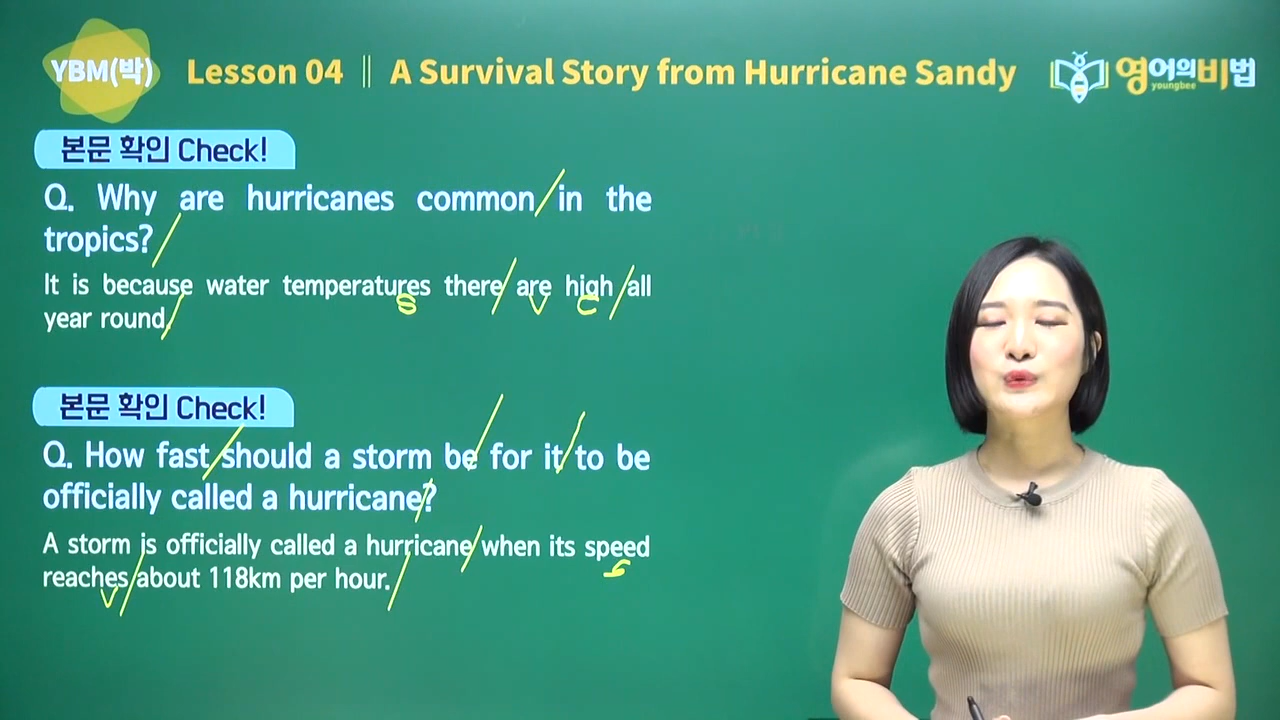 YBM(박)
Lesson 04 || A Survival Story from Hurricane Sandy
영어의비법
youngbee
본문 확인 Check!
Q. Why are hurricanes common in the
tropics?
It is because water temperatures there are high all
year round.
S V C
본문 확인 Check!
Q. How fast should a storm be for it to be
officially called a hurricane?
A storm is officially called a hurricane when its speed
reaches about 118km per hour.
S
V